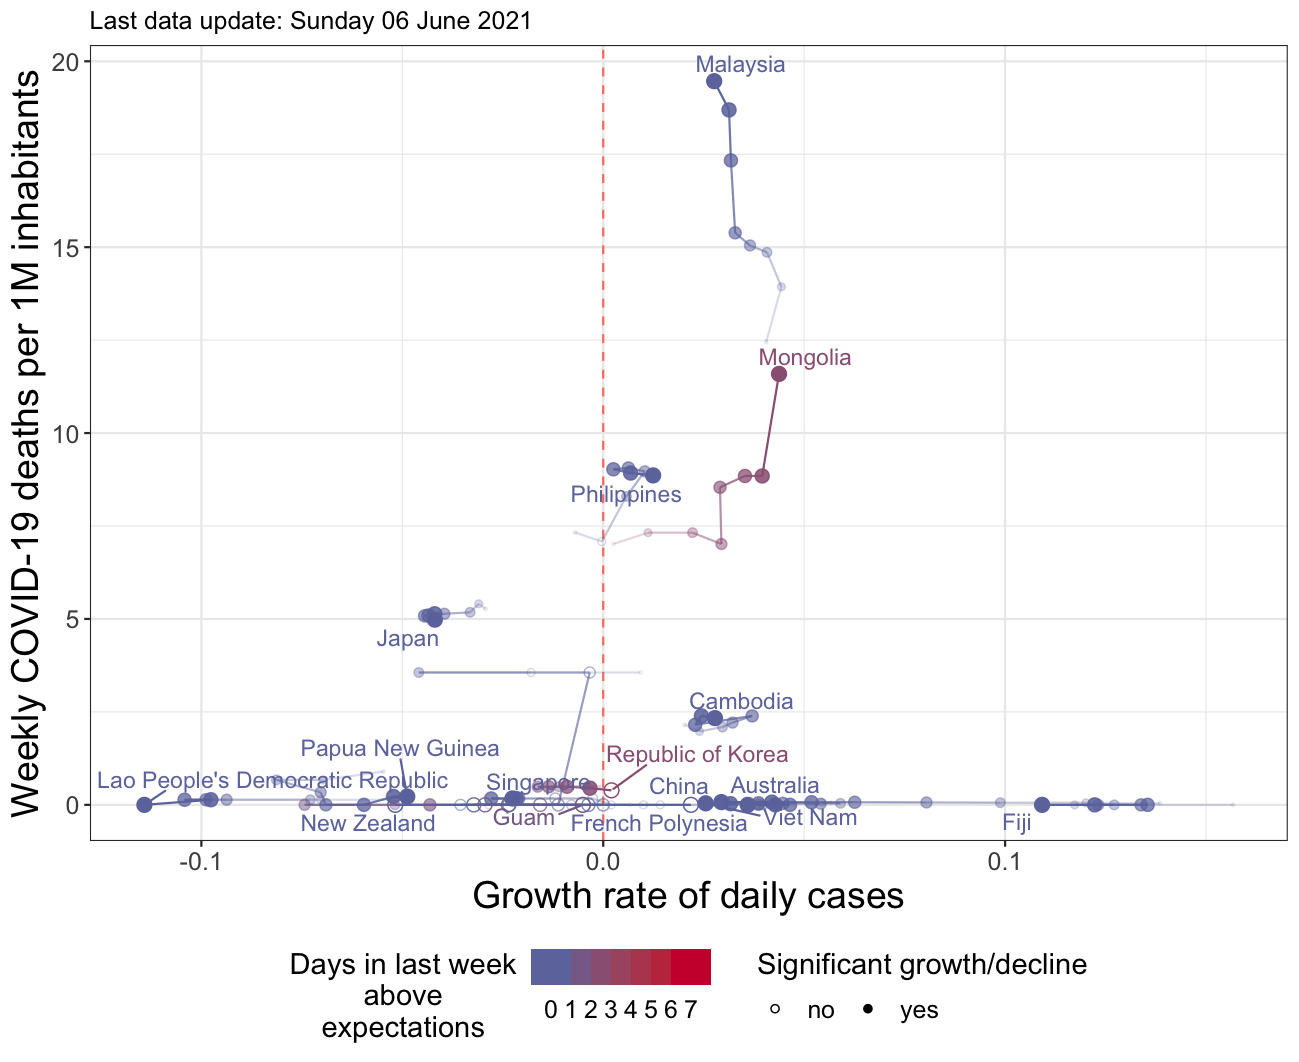 Last data update: Sunday 06 June 2021
Weekly COVID-19 deaths per 1M inhabitants
20
15
10
5
0
Malaysia
Mongolia
Philippines
Japan
Cambodia
Papua New Guinea
Republic of Korea
Lao People's Democratic Republic
Singapore
China
Australia
New Zealand
Guam
French Polynesia
Viet Nam
Fiji
-0.1
0.0
0.1
Growth rate of daily cases
Days in last week
above
expectations
0 1 2 3 4 5 6 7
Significant growth/decline
no
yes